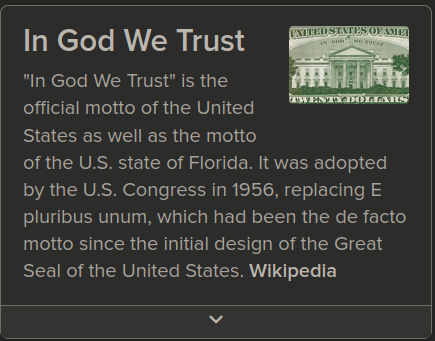 In God We Trust
UNITED STATES OF AMEI
IN GOD WE TRUST
TWENTY DOLLARS
"In God We Trust" is the
official motto of the United
States as well as the motto
of the U.S. state of Florida. It was adopted
by the U.S. Congress in 1956, replacing E
pluribus unum, which had been the de facto
motto since the initial design of the Great
Seal of the United States. Wikipedia